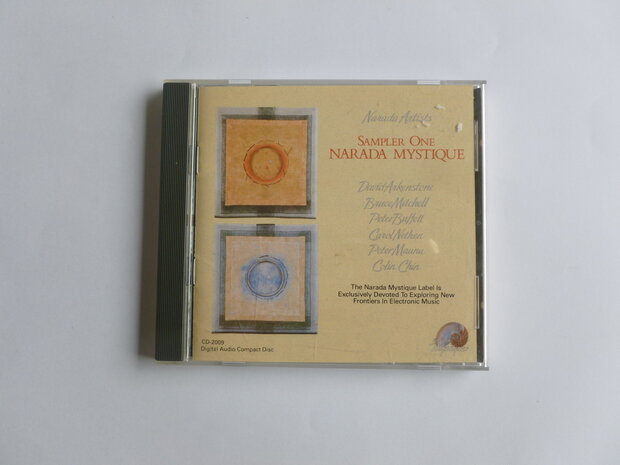 Narada Artists
SAMPLER ONE
NARADA MYSTIQUE
David Arkenstone
Bruce Mitchell
Peter Buffett
Carol Nethen
Peter Maunu
Colin Chin
The Narada Mystique Label Is
Exclusively Devoted To Exploring New
Frontiers In Electronic Music
CD-2009
Digital Audio Compact Disc